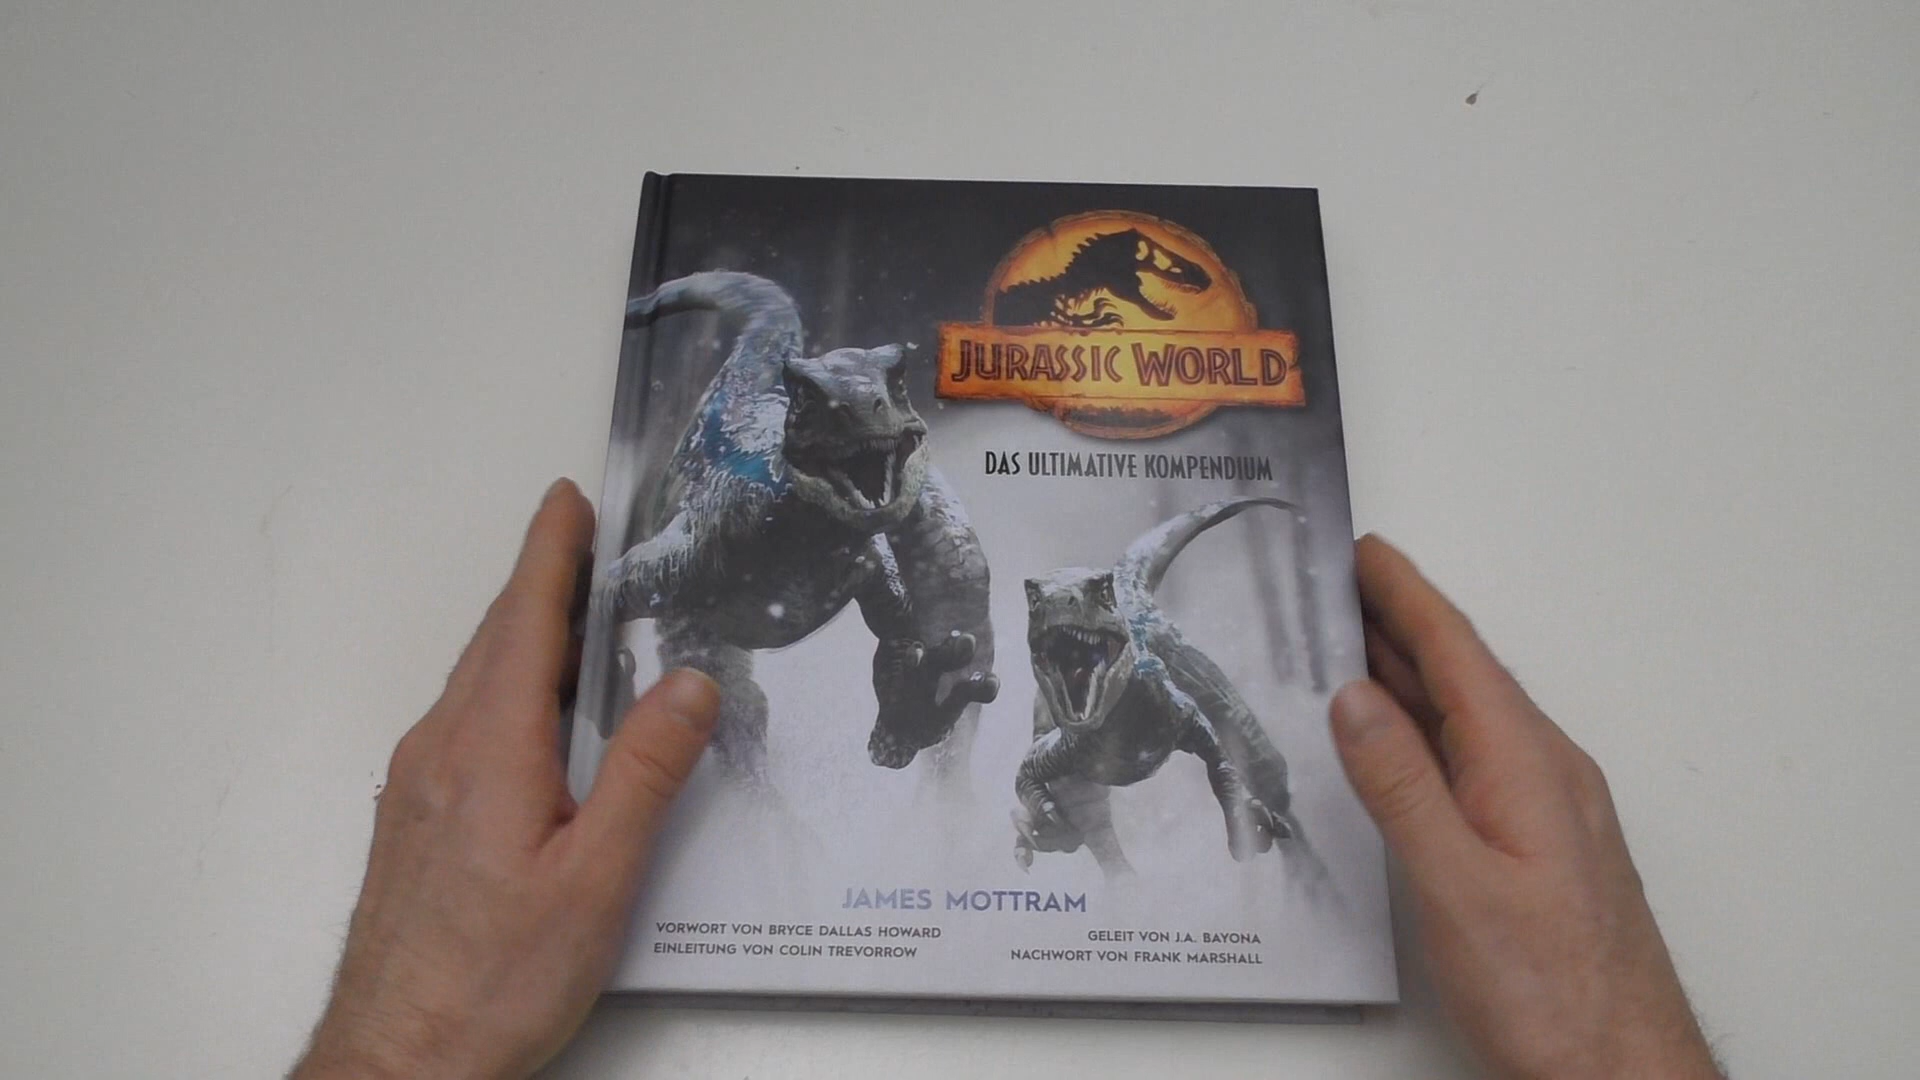 JURASSIC WORLD
DAS ULTIMATIVE KOMPENDIUM
JAMES MOTTRAM
VORWORT VON BRYCE DALLAS HOWARD
EINLEITUNG VON COLIN TREVORROW
GELEIT VON J.A. BAYONA
NACHWORT VON FRANK MARSHALL